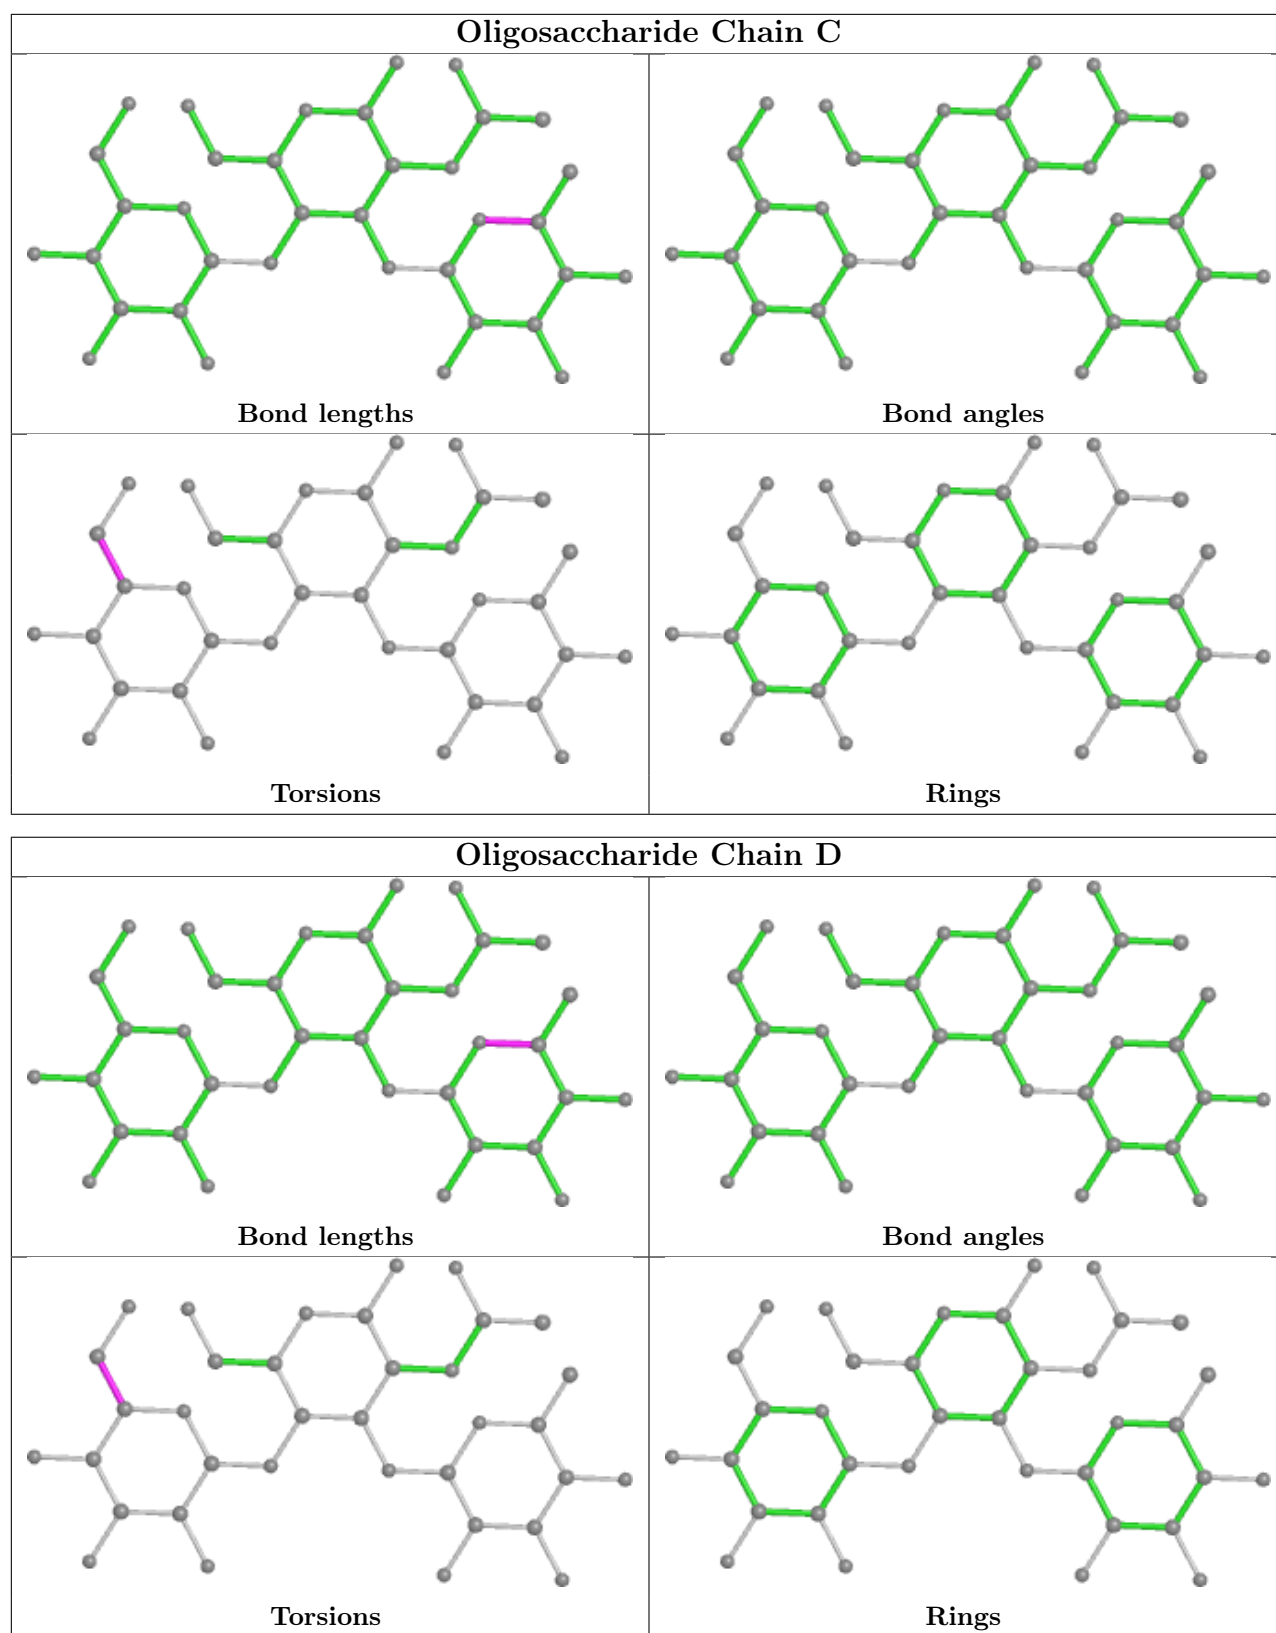 Oligosaccharide Chain C
Bond lengths
Bond angles
Torsions
Rings
Oligosaccharide Chain D
Bond lengths
Bond angles
Torsions
Rings